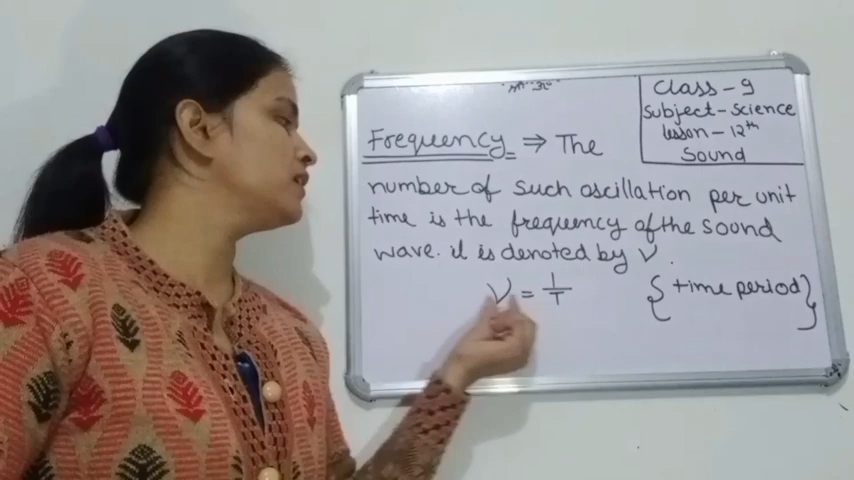 Class - 9
Subject - Science
lesson - 12th
Sound
Frequency ⇒ The
number of such oscillation per unit
time is the frequency of the sound
wave. it is denoted by ν.
ν = 1/T { time period }